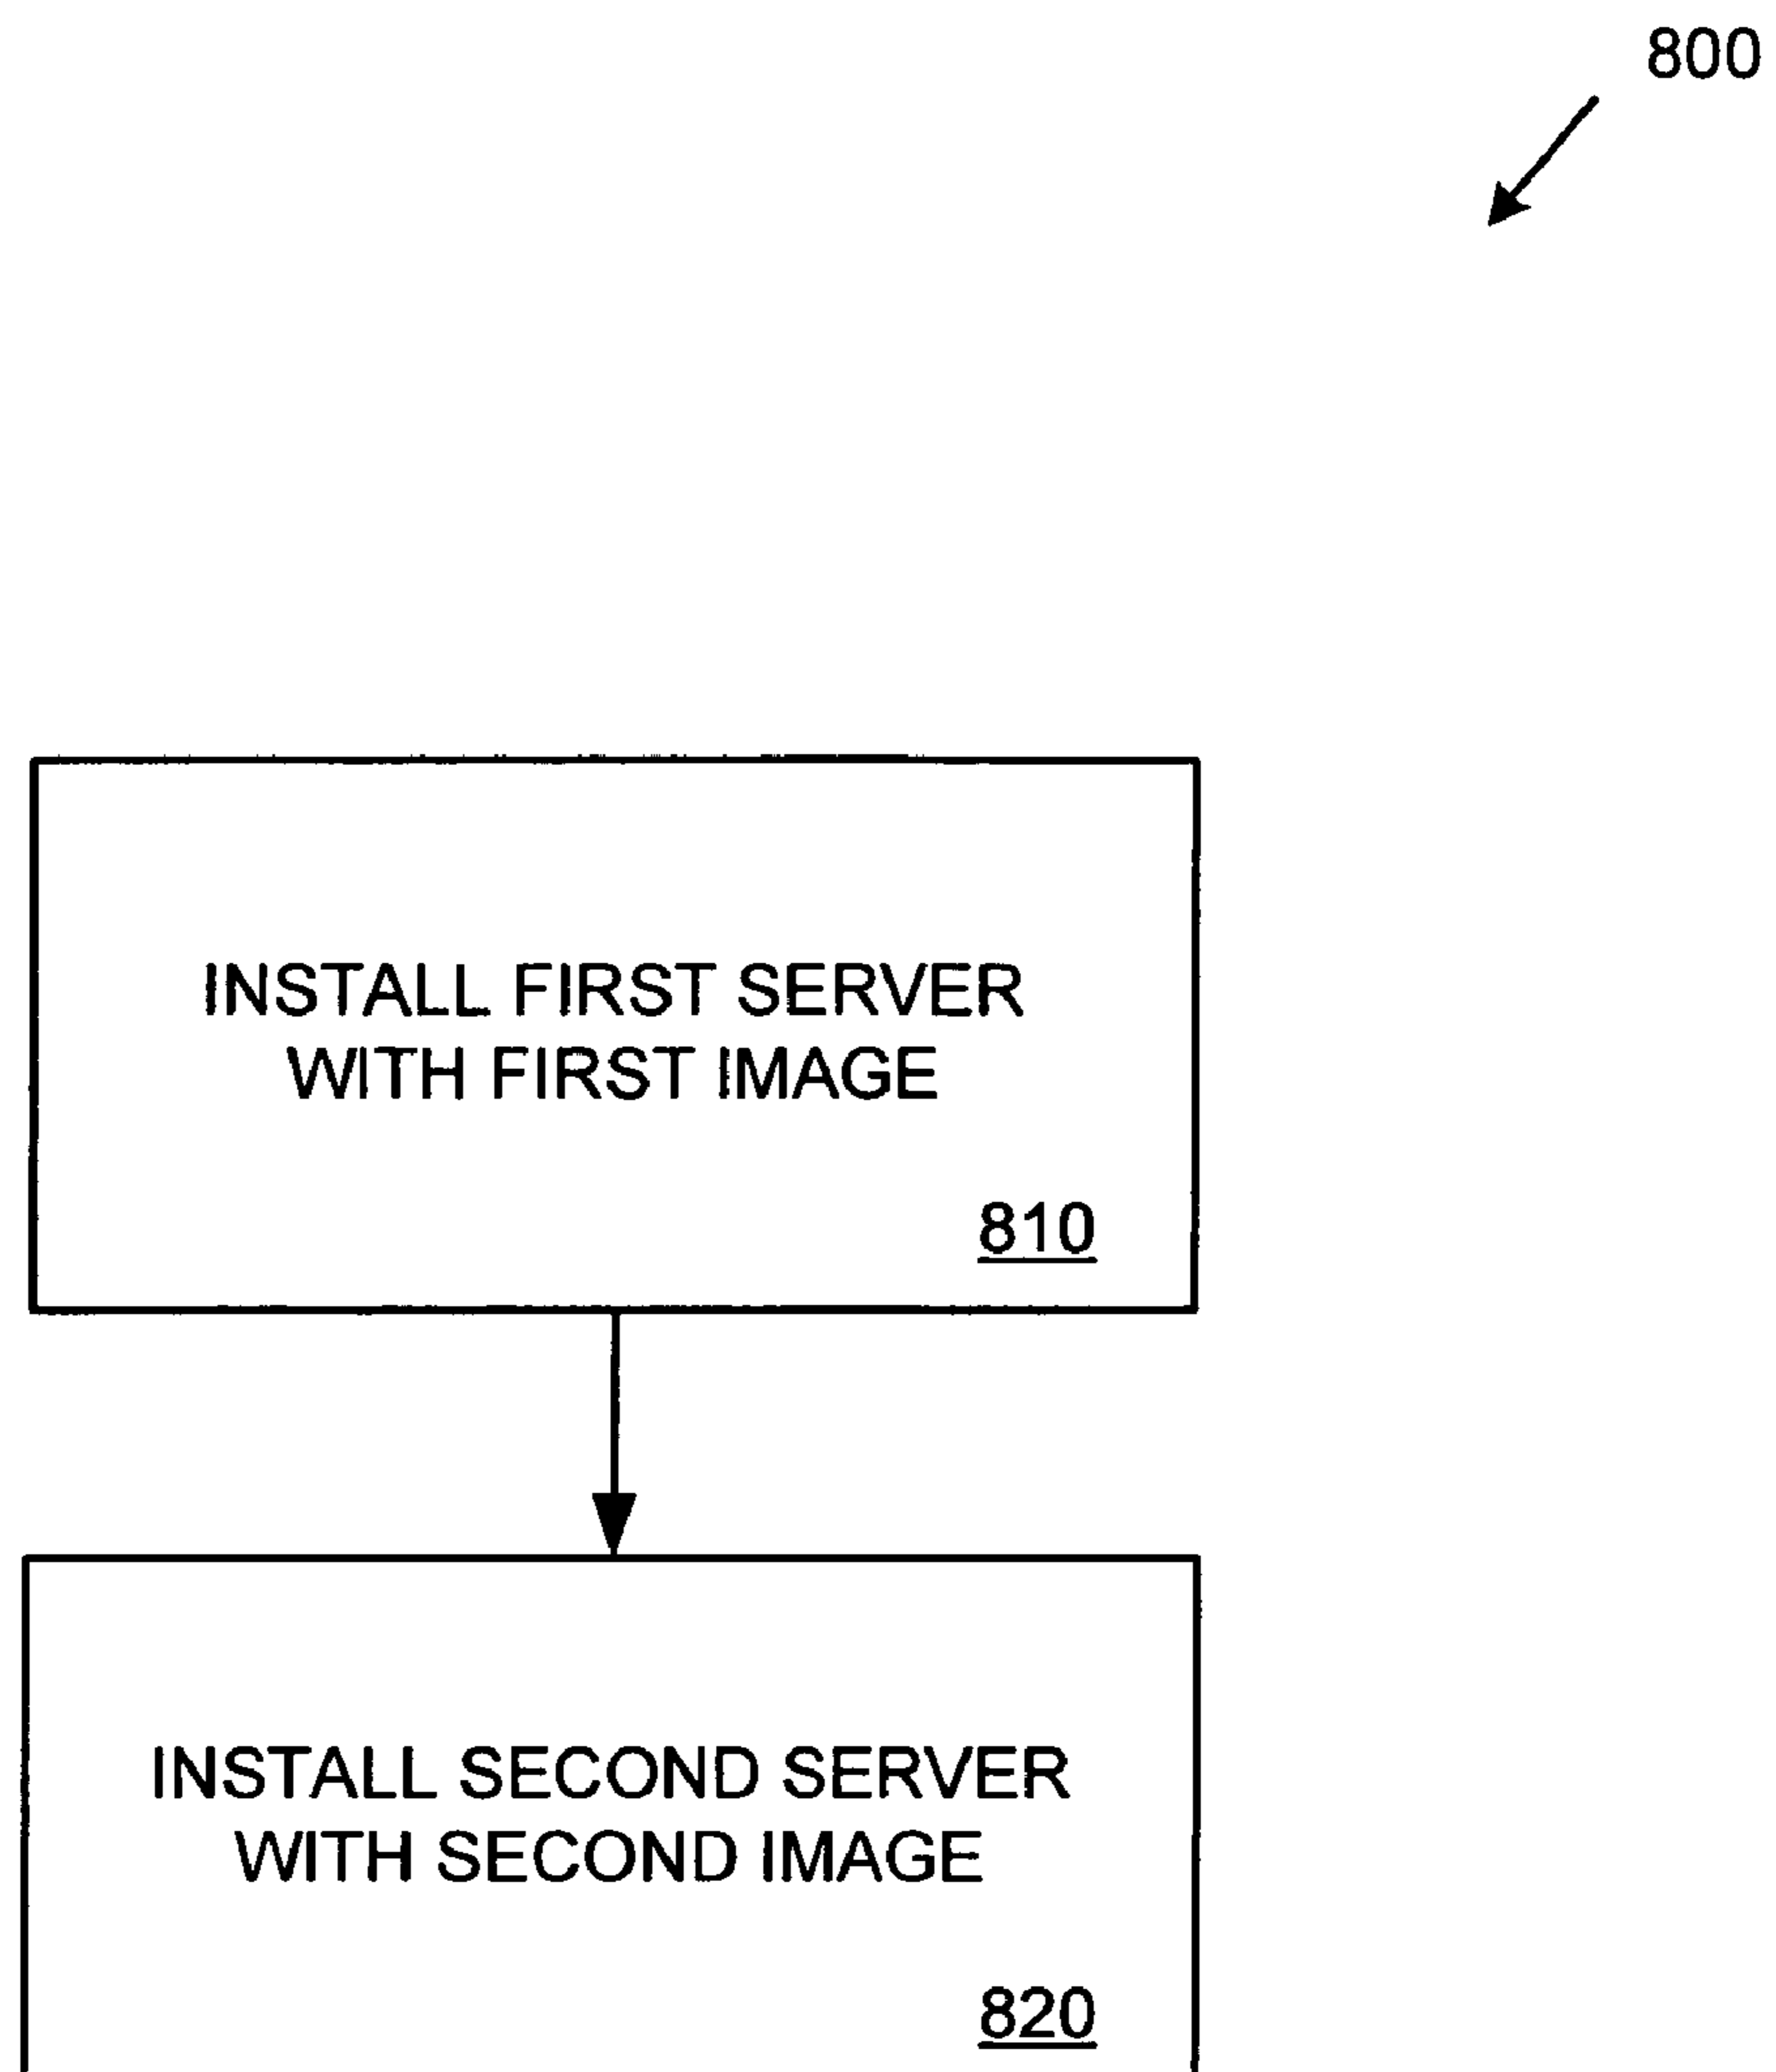 800
INSTALL FIRST SERVER
WITH FIRST IMAGE
810
INSTALL SECOND SERVER
WITH SECOND IMAGE
820